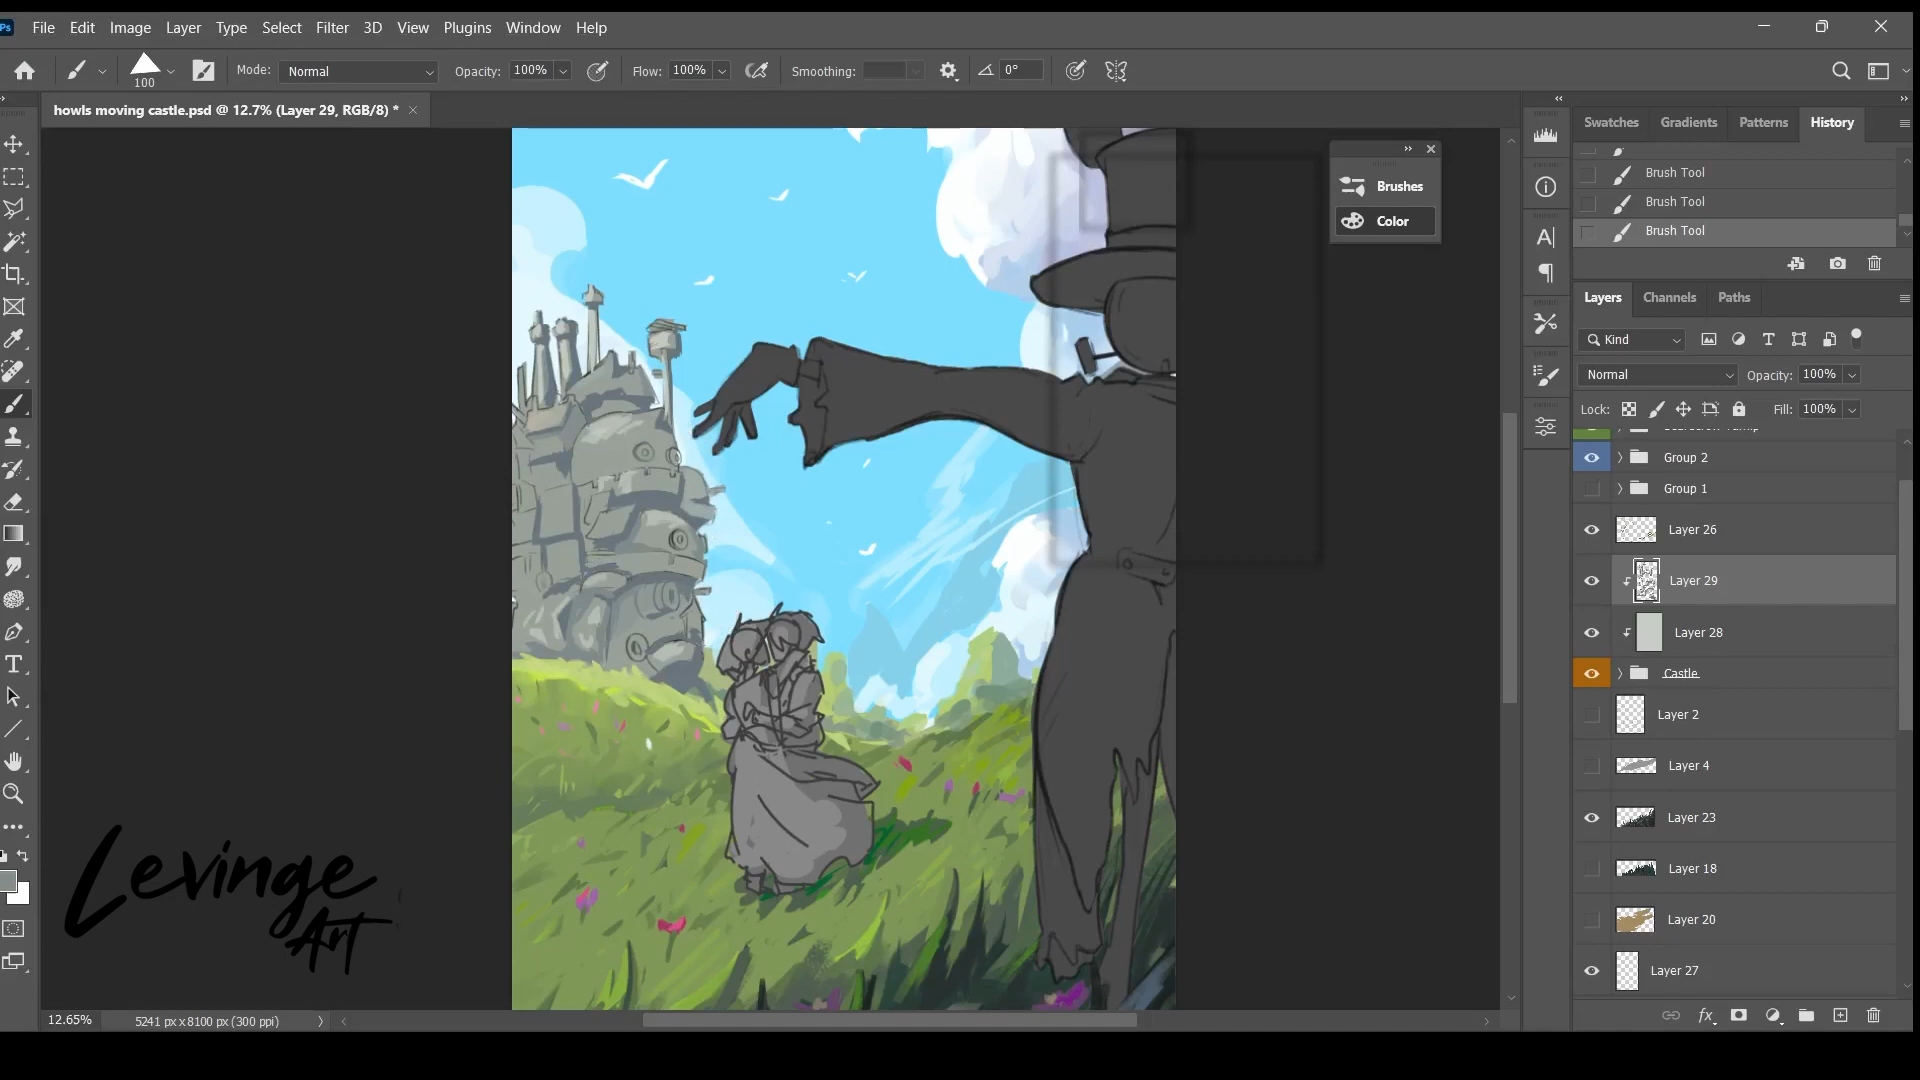 Ps File Edit Image Layer Type Select Filter 3D View Plugins Window Help
100 Mode: Normal Opacity: 100% Flow: 100% Smoothing: 0°
howls moving castle.psd @ 12.7% (Layer 29, RGB/8) *
Swatches Gradients Patterns History
Brush Tool
Brush Tool
Brush Tool
Brushes
Color
Layers Channels Paths
Kind
Normal Opacity: 100%
Lock: Fill: 100%
Group 2
Group 1
Layer 26
Layer 29
Layer 28
Castle
Layer 2
Layer 4
Layer 23
Layer 18
Layer 20
Layer 27
Levinge
Art
12.65% 5241 px x 8100 px (300 ppi)